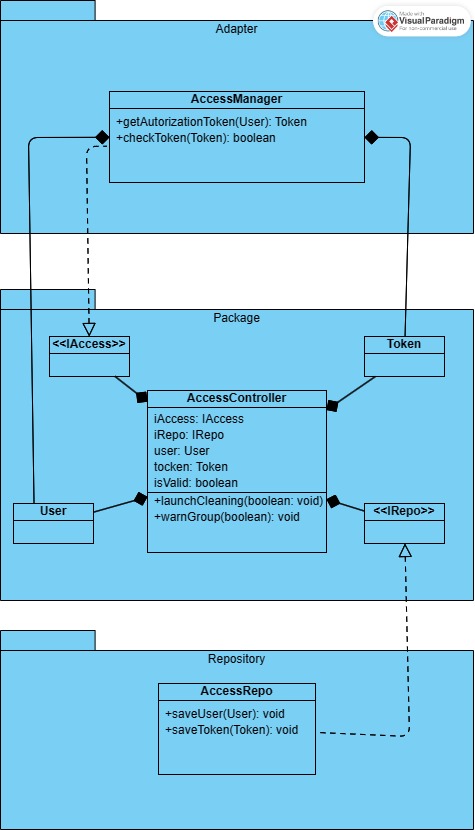 Made with
VisualParadigm
For non-commercial use
Adapter
AccessManager
+getAutorizationToken(User): Token
+checkToken(Token): boolean
Package
<<IAccess>>
Token
AccessController
iAccess: IAccess
iRepo: IRepo
user: User
tocken: Token
isValid: boolean
+launchCleaning(boolean: void)
+warnGroup(boolean): void
User
<<IRepo>>
Repository
AccessRepo
+saveUser(User): void
+saveToken(Token): void